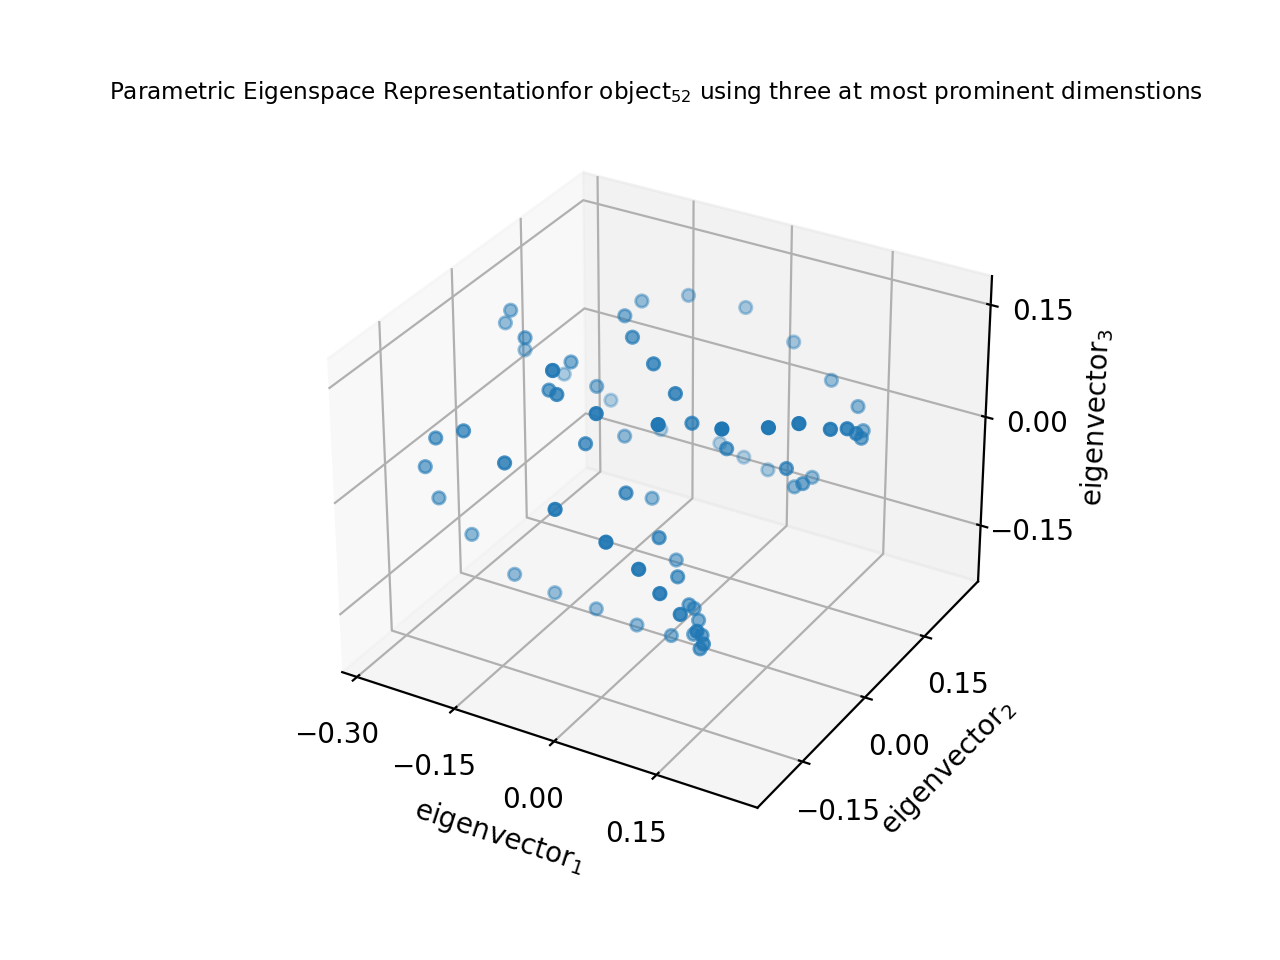 Parametric Eigenspace Representationfor object₅₂ using three at most prominent dimenstions
0.15
0.00
−0.15
eigenvector₃
0.15
0.00
−0.15
eigenvector₂
−0.30
−0.15
0.00
0.15
eigenvector₁